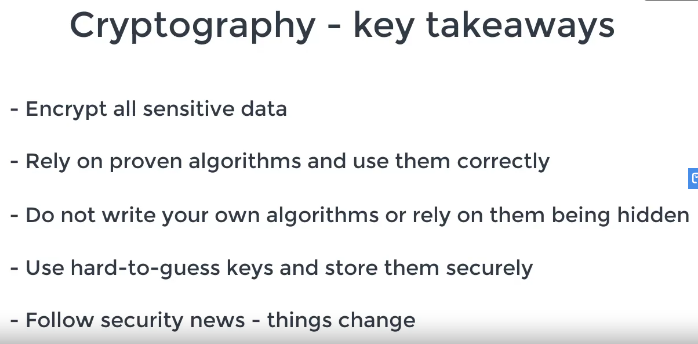 Cryptography - key takeaways
- Encrypt all sensitive data
- Rely on proven algorithms and use them correctly
- Do not write your own algorithms or rely on them being hidden
- Use hard-to-guess keys and store them securely
- Follow security news - things change